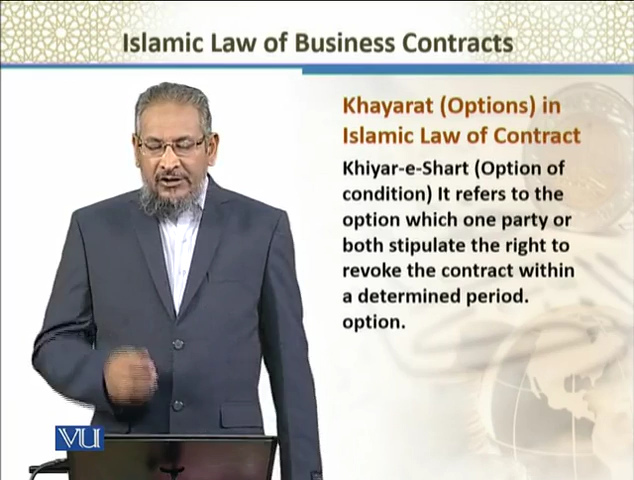 Islamic Law of Business Contracts
Khayarat (Options) in
Islamic Law of Contract
Khiyar-e-Shart (Option of
condition) It refers to the
option which one party or
both stipulate the right to
revoke the contract within
a determined period.
option.
VU